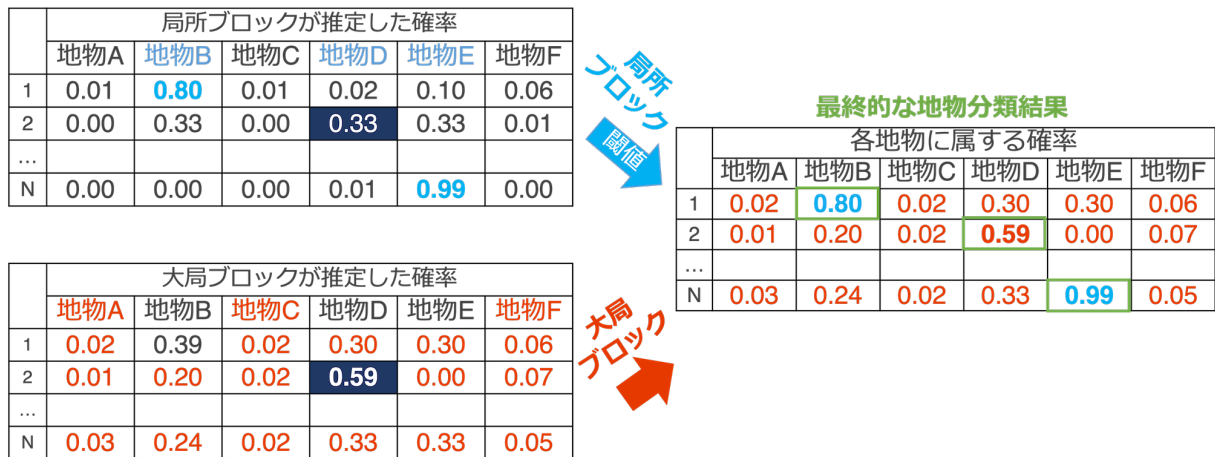 局所ブロックが推定した確率
地物A 地物B 地物C 地物D 地物E 地物F
1 0.01 0.80 0.01 0.02 0.10 0.06
2 0.00 0.33 0.00 0.33 0.33 0.01
...
N 0.00 0.00 0.00 0.01 0.99 0.00
局所
ブロック
閾値
大局ブロックが推定した確率
地物A 地物B 地物C 地物D 地物E 地物F
1 0.02 0.39 0.02 0.30 0.30 0.06
2 0.01 0.20 0.02 0.59 0.00 0.07
...
N 0.03 0.24 0.02 0.33 0.33 0.05
大局
ブロック
最終的な地物分類結果
各地物に属する確率
地物A 地物B 地物C 地物D 地物E 地物F
1 0.02 0.80 0.02 0.30 0.30 0.06
2 0.01 0.20 0.02 0.59 0.00 0.07
...
N 0.03 0.24 0.02 0.33 0.99 0.05